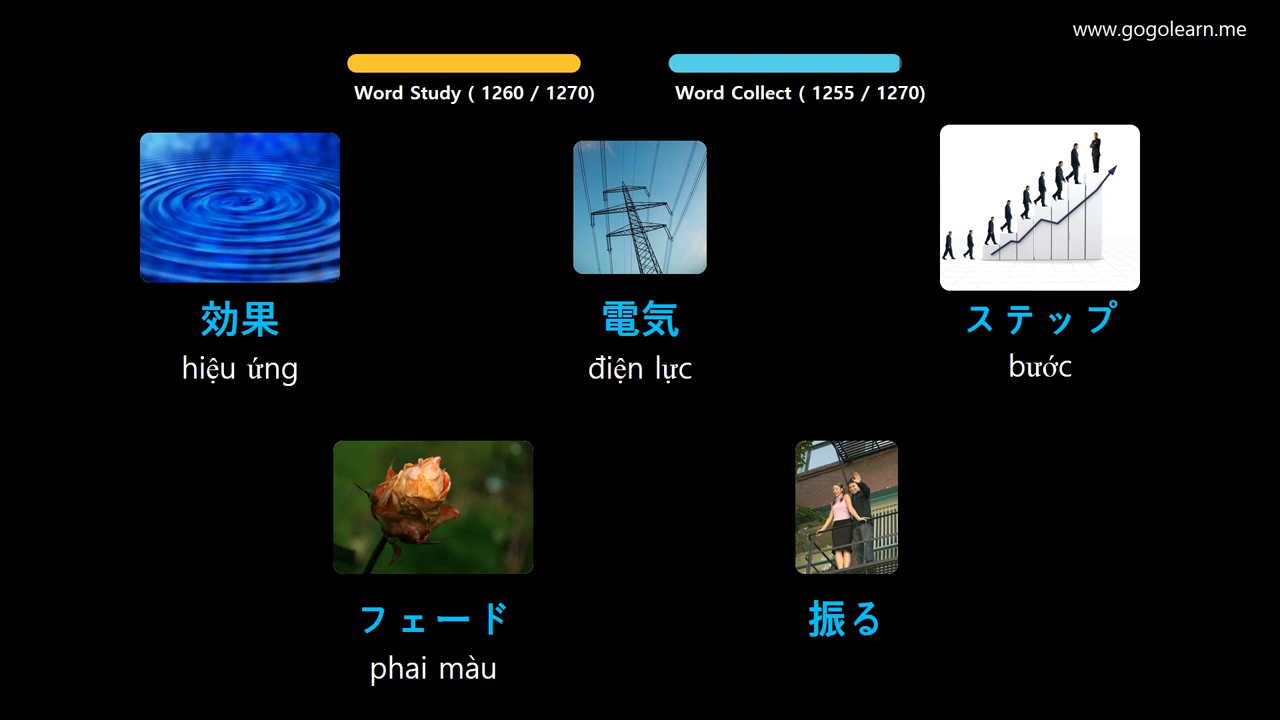 www.gogolearn.me
Word Study ( 1260 / 1270)
Word Collect ( 1255 / 1270)
効果
hiệu ứng
電気
điện lực
ステップ
bước
フェード
phai màu
振る